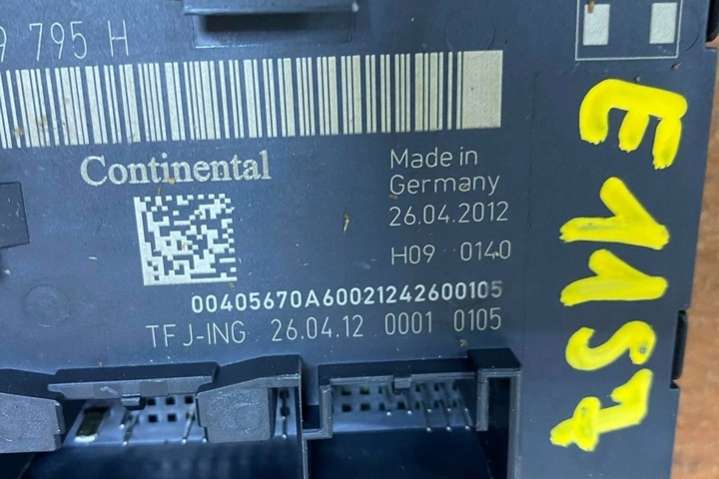 9 795 H
Continental
Made in
Germany
26.04.2012
H09 0140
00405670A60021242600105
TFJ-ING 26.04.12 0001 0105
E1157